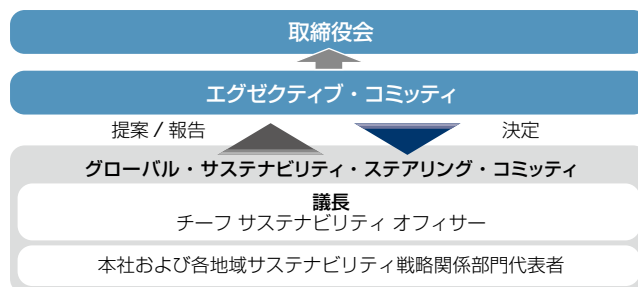 取締役会
エグゼクティブ・コミッティ
提案 / 報告
決定
グローバル・サステナビリティ・ステアリング・コミッティ
議長
チーフ サステナビリティ オフィサー
本社および各地域サステナビリティ戦略関係部門代表者